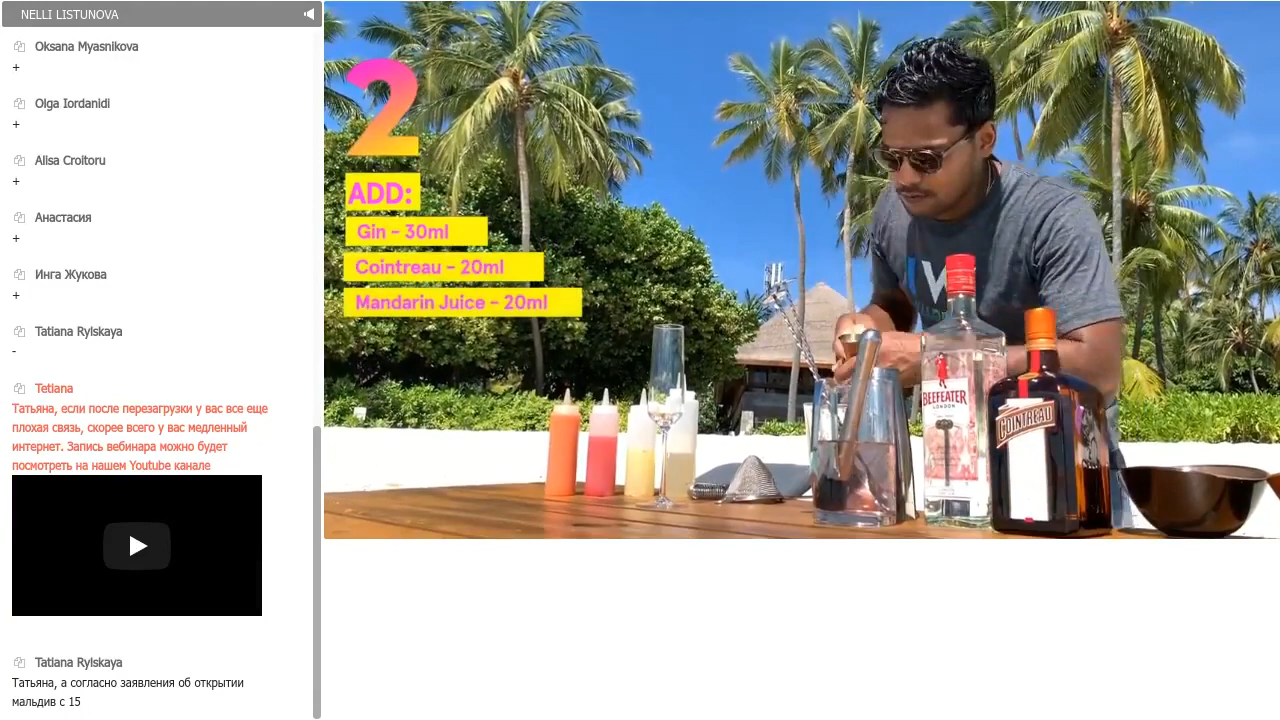 NELLI LISTUNOVA
Oksana Myasnikova
+
Olga Iordanidi
+
Alisa Croitoru
+
Анастасия
+
Инга Жукова
+
Tatiana Rylskaya
-
Tetiana
Татьяна, если после перезагрузки у вас все еще
плохая связь, скорее всего у вас медленный
интернет. Запись вебинара можно будет
посмотреть на нашем Youtube канале
Tatiana Rylskaya
Татьяна, а согласно заявления об открытии
мальдив с 15
2
ADD:
Gin - 30ml
Cointreau - 20ml
Mandarin Juice - 20ml
W
BEEFEATER
LONDON
COINTREAU